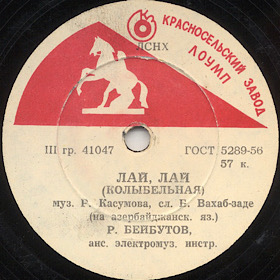 КРАСНОСЕЛЬСКИЙ ЗАВОД
ЛОУМП
ЛСНХ
Ш гр. 41047 ГОСТ 5289-56
57 к.
ЛАЙ, ЛАЙ
(КОЛЫБЕЛЬНАЯ)
муз. Р. Касумова, сл. Б. Вахаб-заде
(на азербайджанск. яз.)
Р. БЕЙБУТОВ,
анс. электромуз. инстр.